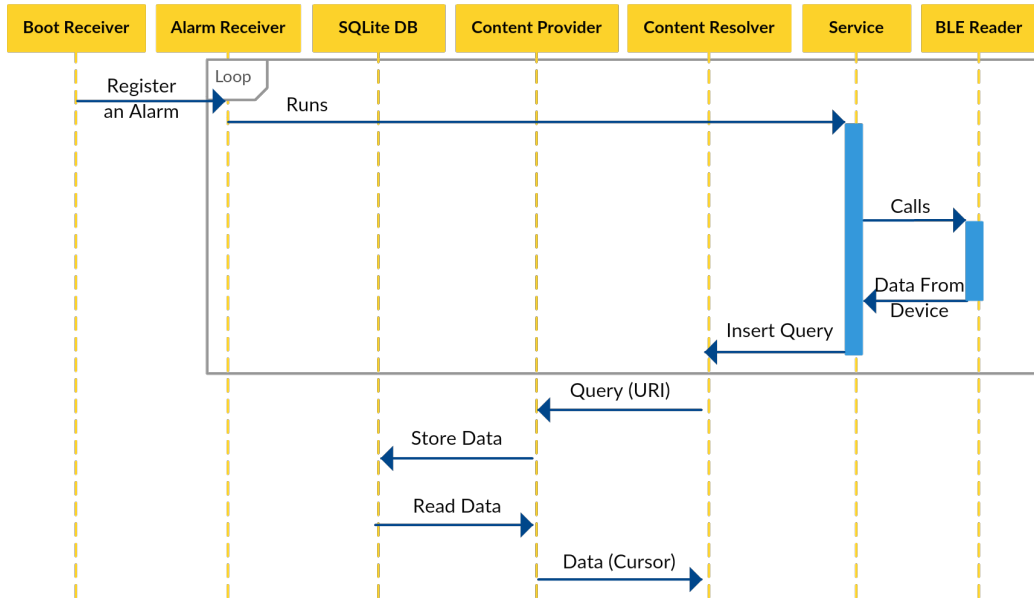 Boot Receiver
Alarm Receiver
SQLite DB
Content Provider
Content Resolver
Service
BLE Reader
Loop
Register
an Alarm
Runs
Calls
Data From
Device
Insert Query
Query (URI)
Store Data
Read Data
Data (Cursor)